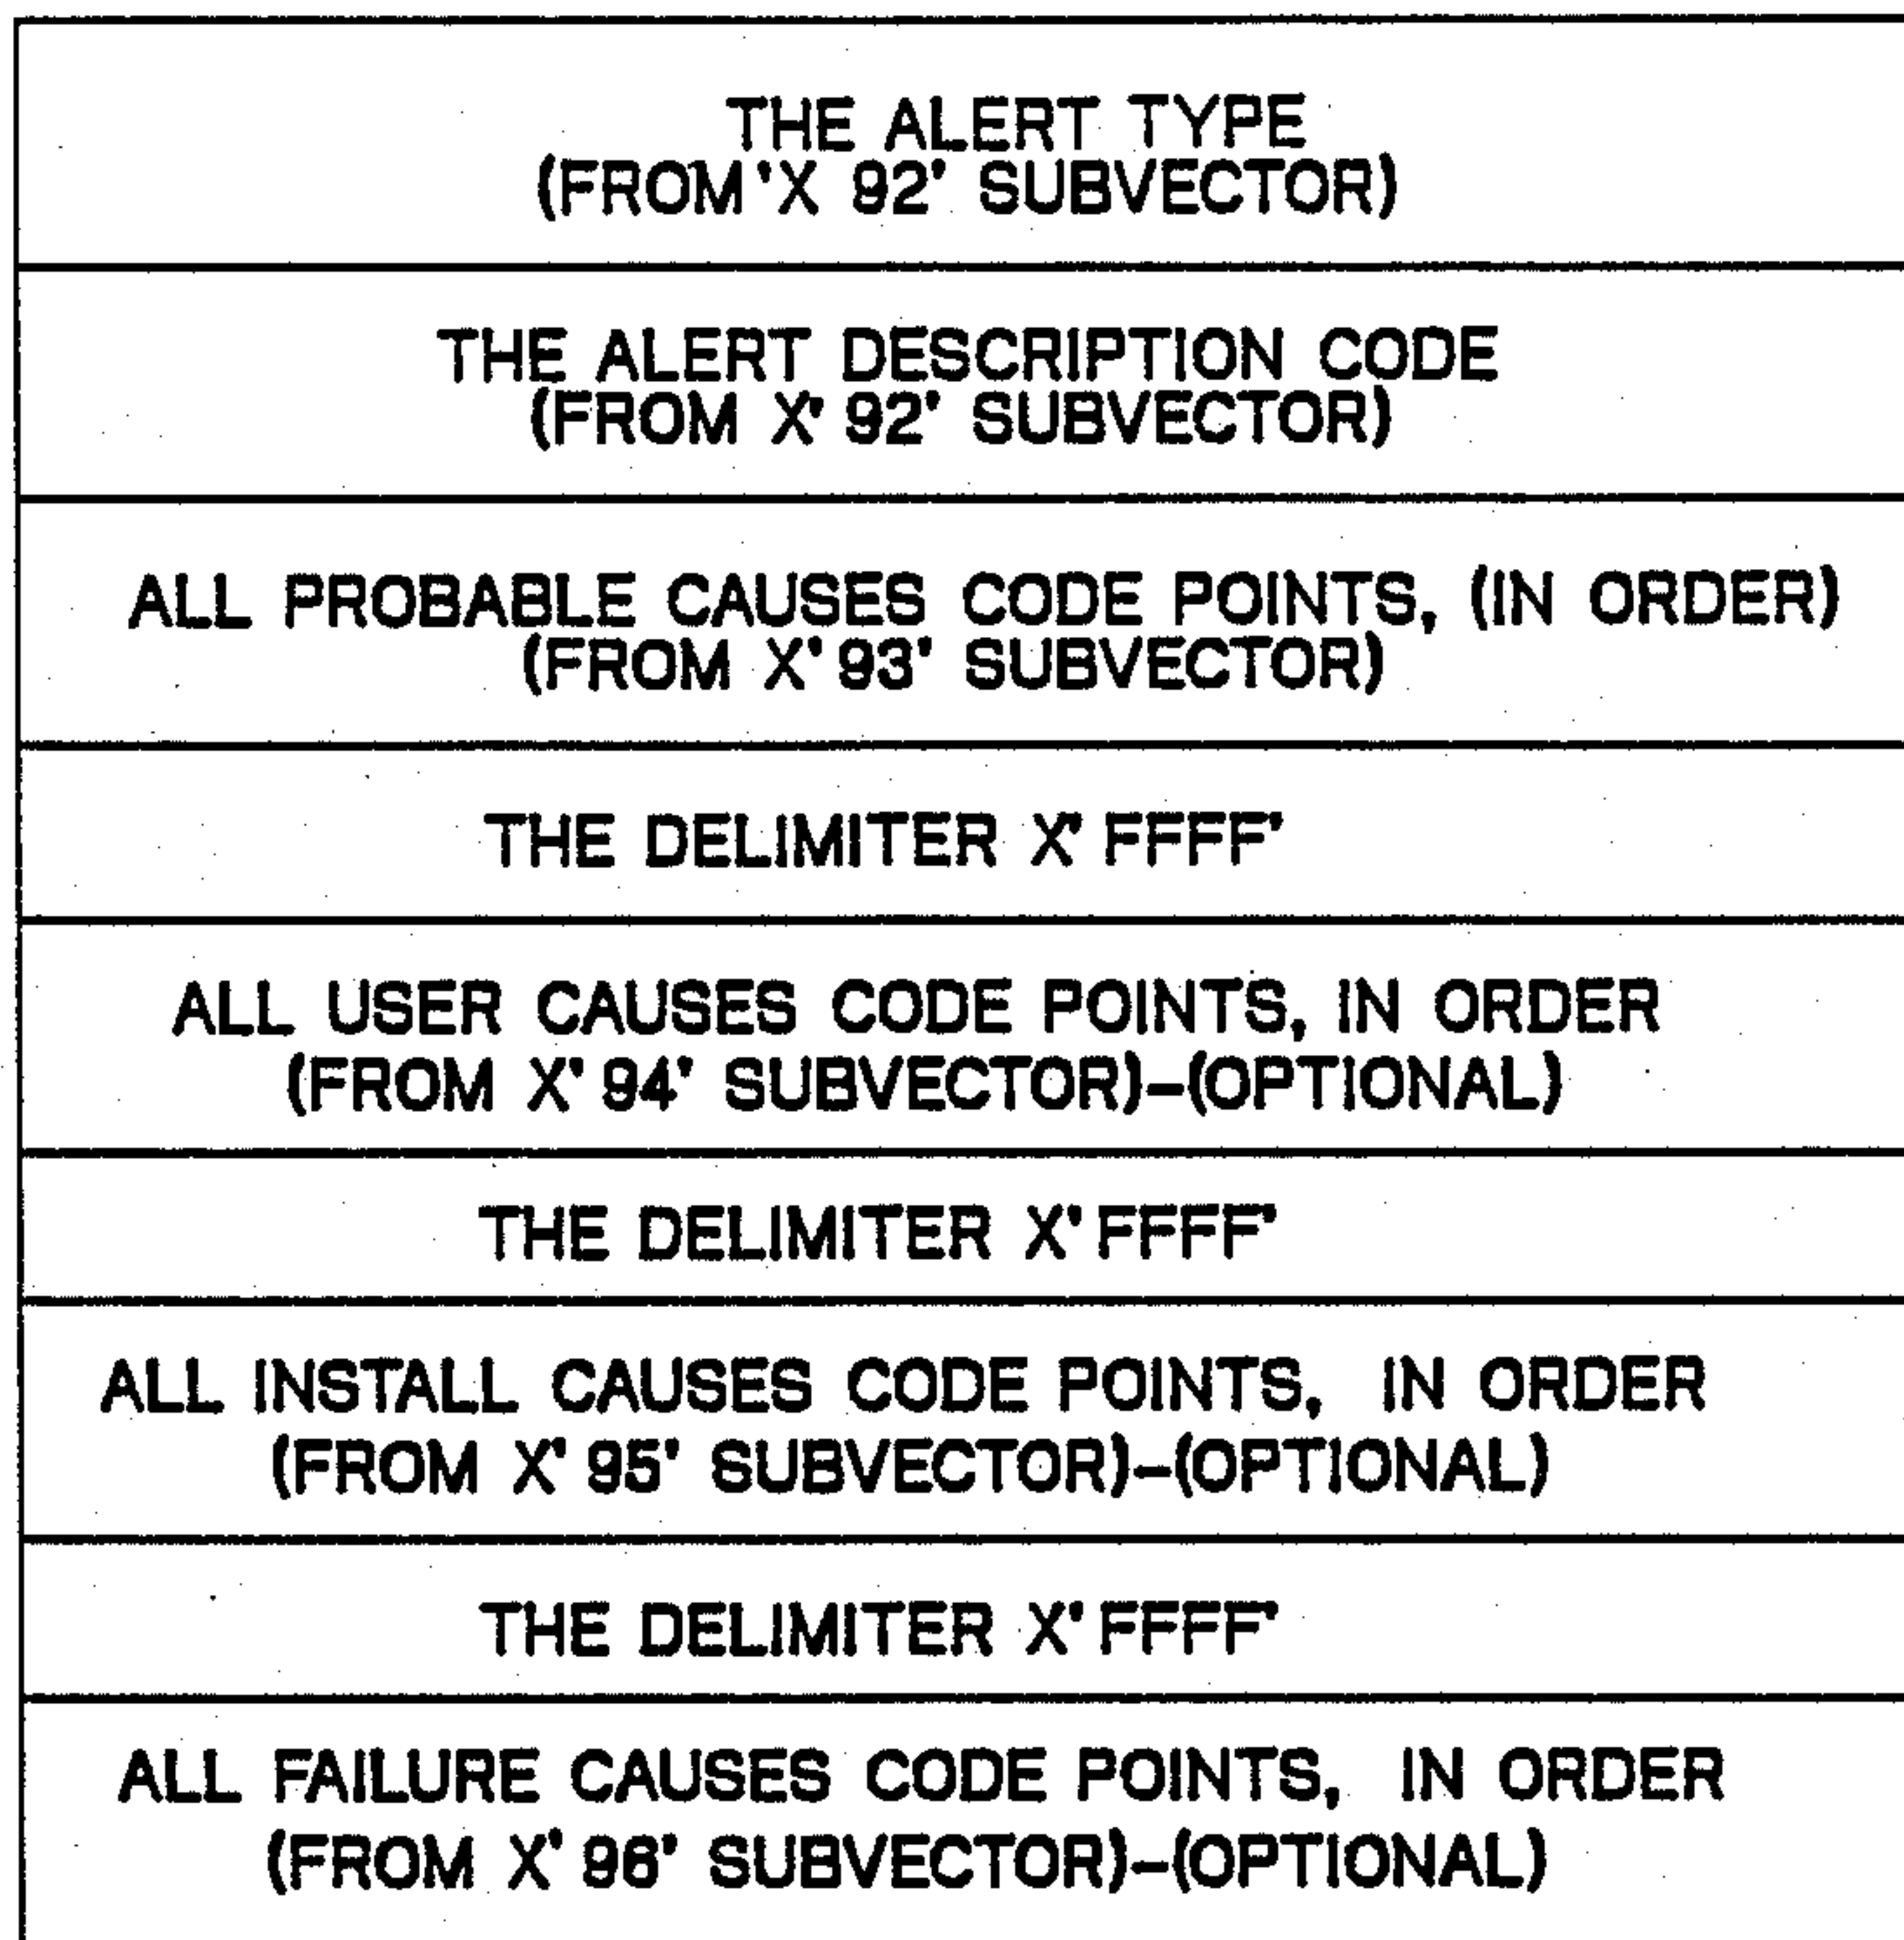 THE ALERT TYPE
(FROM 'X 92' SUBVECTOR)
THE ALERT DESCRIPTION CODE
(FROM X' 92' SUBVECTOR)
ALL PROBABLE CAUSES CODE POINTS, (IN ORDER)
(FROM X' 93' SUBVECTOR)
THE DELIMITER X' FFFF'
ALL USER CAUSES CODE POINTS, IN ORDER
(FROM X' 94' SUBVECTOR)-(OPTIONAL)
THE DELIMITER X' FFFF'
ALL INSTALL CAUSES CODE POINTS, IN ORDER
(FROM X' 95' SUBVECTOR)-(OPTIONAL)
THE DELIMITER X' FFFF'
ALL FAILURE CAUSES CODE POINTS, IN ORDER
(FROM X' 96' SUBVECTOR)-(OPTIONAL)